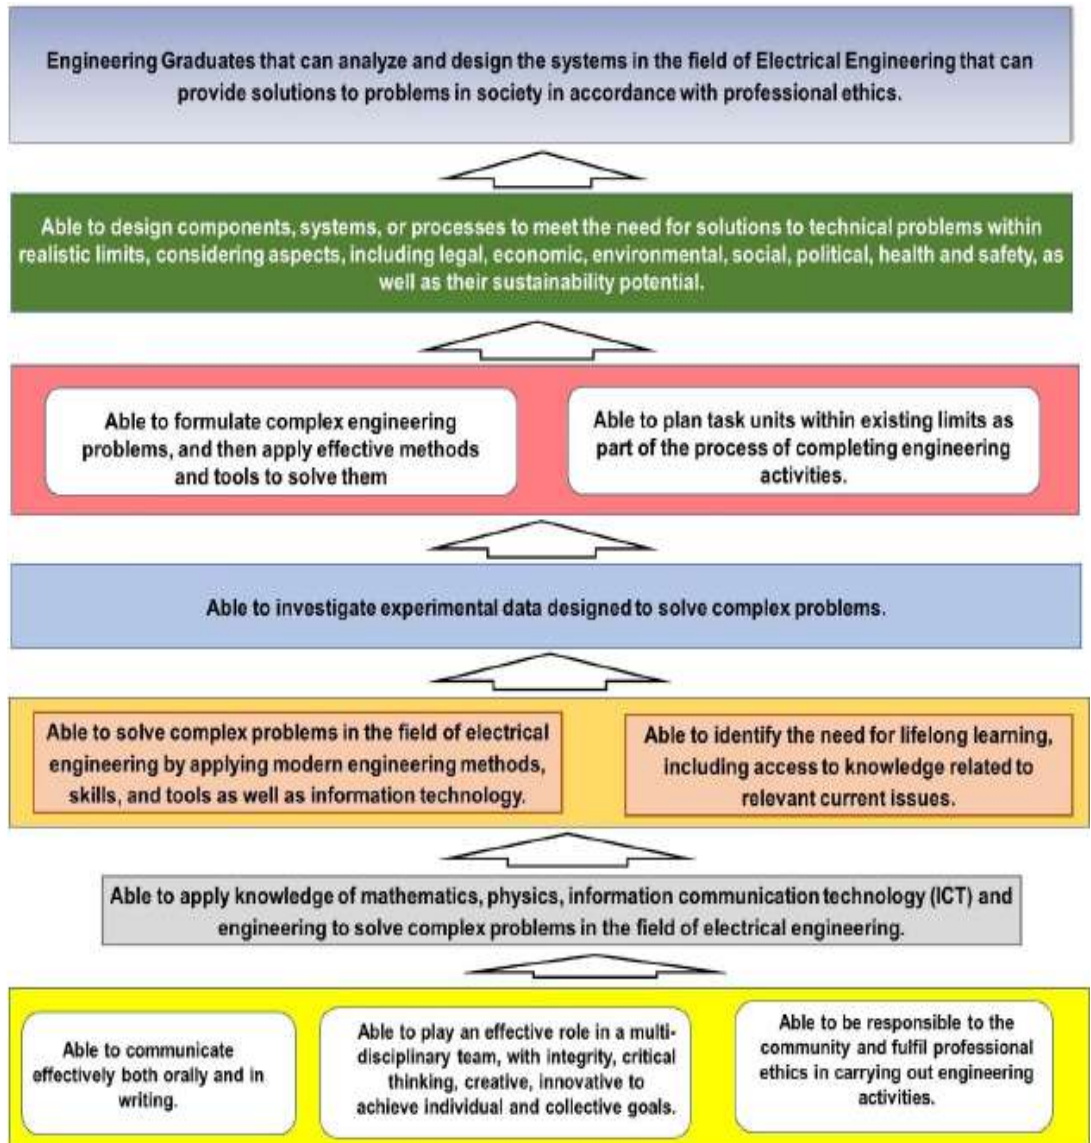 Engineering Graduates that can analyze and design the systems in the field of Electrical Engineering that can
provide solutions to problems in society in accordance with professional ethics.
Able to design components, systems, or processes to meet the need for solutions to technical problems within
realistic limits, considering aspects, including legal, economic, environmental, social, political, health and safety, as
well as their sustainability potential.
Able to formulate complex engineering
problems, and then apply effective methods
and tools to solve them
Able to plan task units within existing limits as
part of the process of completing engineering
activities.
Able to investigate experimental data designed to solve complex problems.
Able to solve complex problems in the field of electrical
engineering by applying modern engineering methods,
skills, and tools as well as information technology.
Able to identify the need for lifelong learning,
including access to knowledge related to
relevant current issues.
Able to apply knowledge of mathematics, physics, information communication technology (ICT) and
engineering to solve complex problems in the field of electrical engineering.
Able to communicate
effectively both orally and in
writing.
Able to play an effective role in a multi-
disciplinary team, with integrity, critical
thinking, creative, innovative to
achieve individual and collective goals.
Able to be responsible to the
community and fulfil professional
ethics in carrying out engineering
activities.